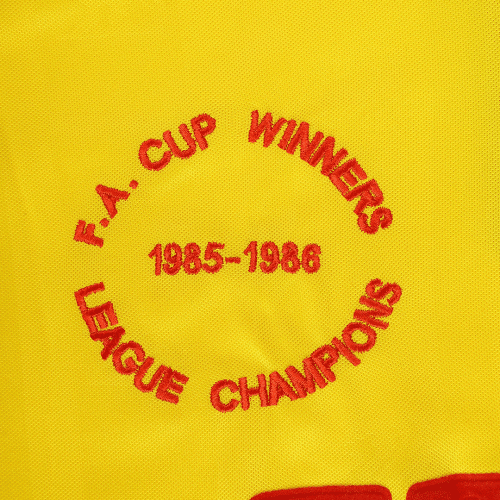 F.A. CUP WINNERS
1985-1986
LEAGUE CHAMPIONS